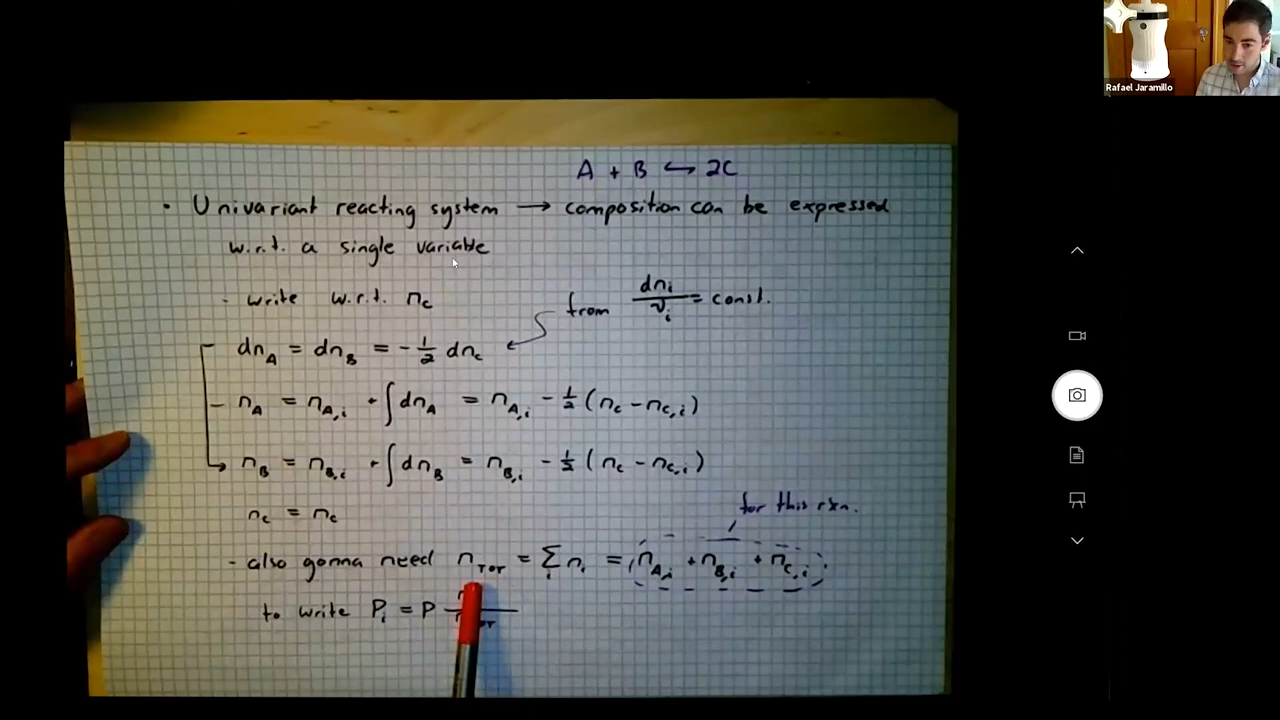 Rafael Jaramillo
A + B ↔ 2C
• Univariant reacting system → composition can be expressed
w.r.t. a single variable
- write w.r.t. n_C
from dn_i/ν_i = const.
- dn_A = dn_B = -1/2 dn_C
- n_A = n_A,i + ∫dn_A = n_A,i - 1/2 (n_C - n_C,i)
n_B = n_B,i + ∫dn_B = n_B,i - 1/2 (n_C - n_C,i)
n_C = n_C
for this rxn.
- also gonna need n_TOT = Σ_i n_i = n_A,i + n_B,i + n_C,i
to write P_i = P